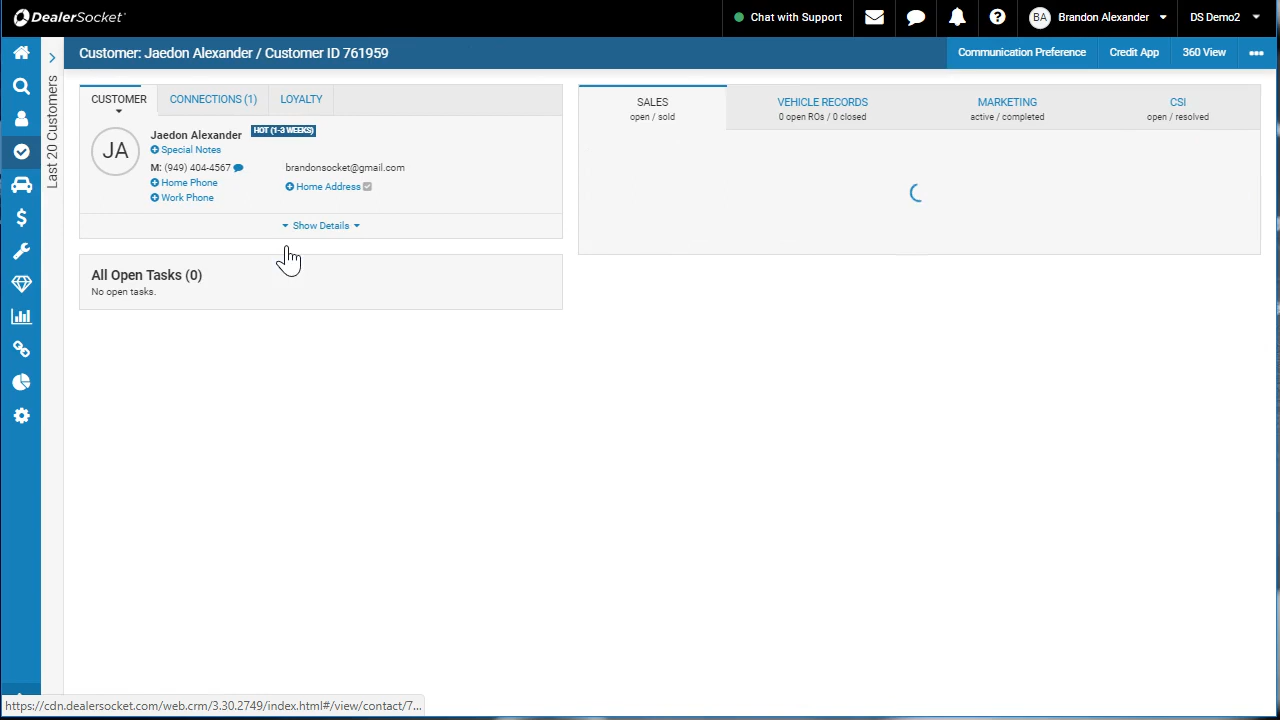 DealerSocket
Chat with Support
BA Brandon Alexander
DS Demo2
Customer: Jaedon Alexander / Customer ID 761959
Communication Preference
Credit App
360 View
Last 20 Customers
CUSTOMER
CONNECTIONS (1)
LOYALTY
JA
Jaedon Alexander
HOT (1-3 WEEKS)
Special Notes
M: (949) 404-4567
brandonsocket@gmail.com
Home Phone
Home Address
Work Phone
Show Details
All Open Tasks (0)
No open tasks.
SALES
open / sold
VEHICLE RECORDS
0 open ROs / 0 closed
MARKETING
active / completed
CSI
open / resolved
https://cdn.dealersocket.com/web.crm/3.30.2749/index.html#/view/contact/7...